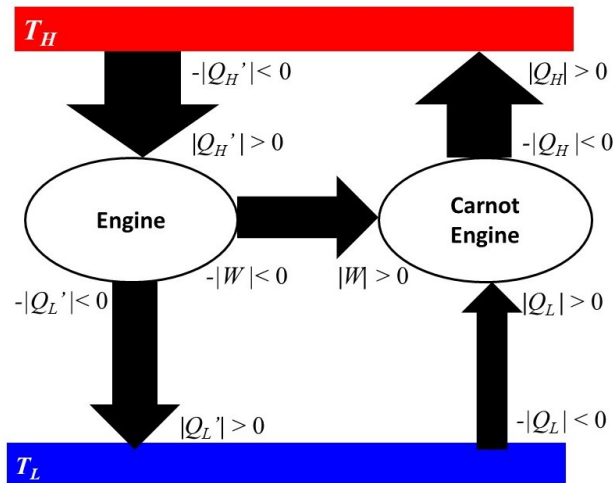 T_H
-|Q_H'|< 0
|Q_H| > 0
|Q_H'| > 0
-|Q_H|< 0
Engine
Carnot
Engine
-|Q_L'|< 0
-|W|< 0
|W| > 0
|Q_L| > 0
|Q_L'| > 0
-|Q_L| < 0
T_L